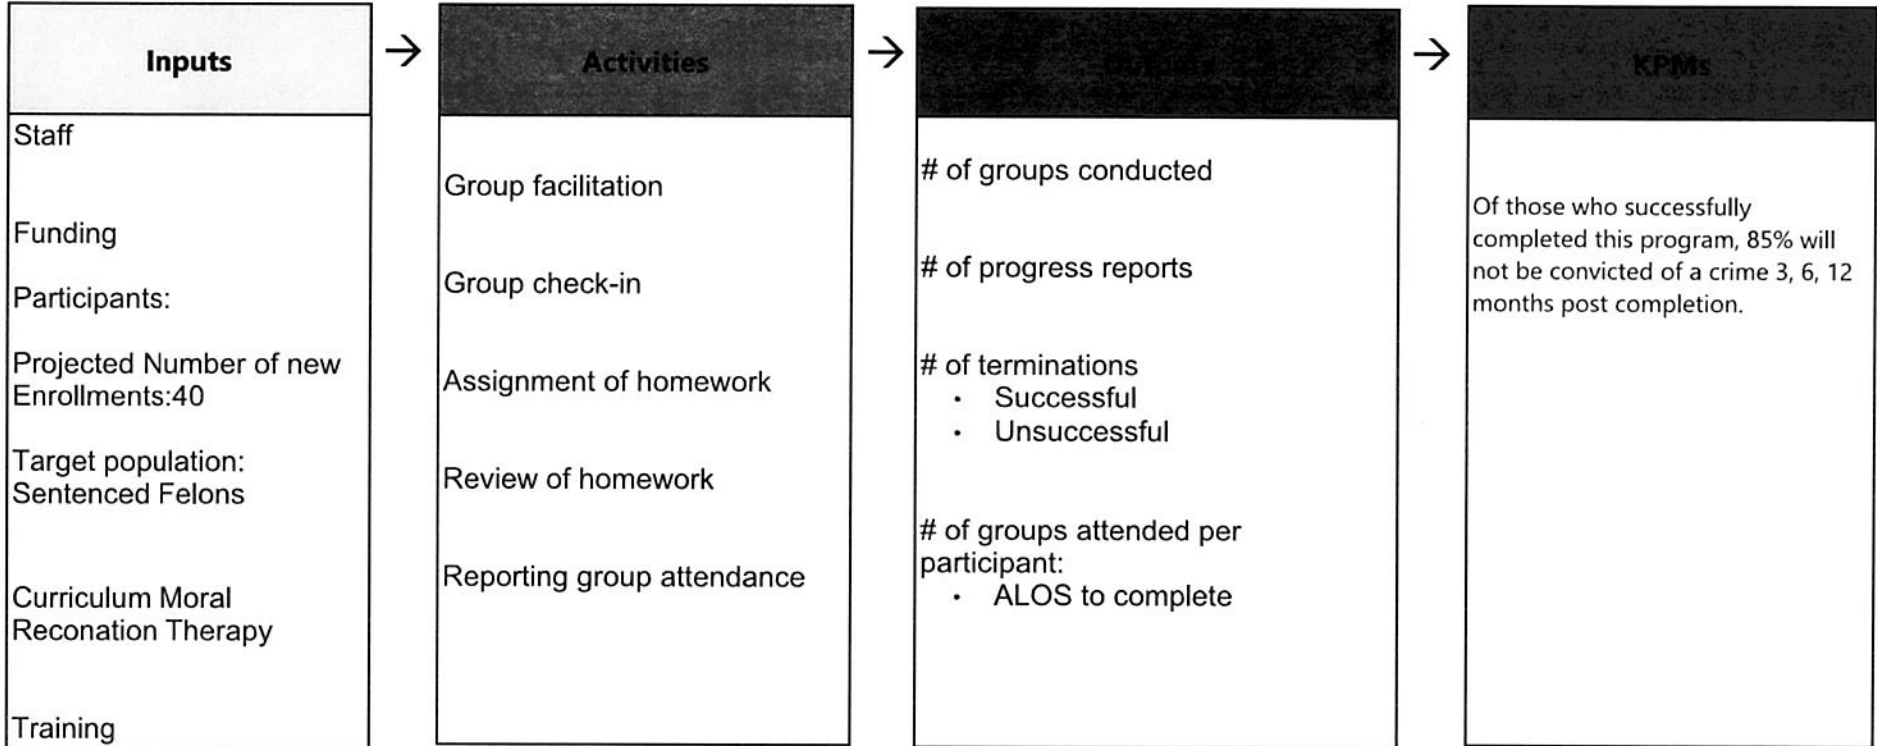 Inputs
→
Activities
→
→
KPMs
Staff
Funding
Participants:
Projected Number of new
Enrollments:40
Target population:
Sentenced Felons
Curriculum Moral
Reconation Therapy
Training
Group facilitation
Group check-in
Assignment of homework
Review of homework
Reporting group attendance
# of groups conducted
# of progress reports
# of terminations
• Successful
• Unsuccessful
# of groups attended per
participant:
• ALOS to complete
Of those who successfully
completed this program, 85% will
not be convicted of a crime 3, 6, 12
months post completion.